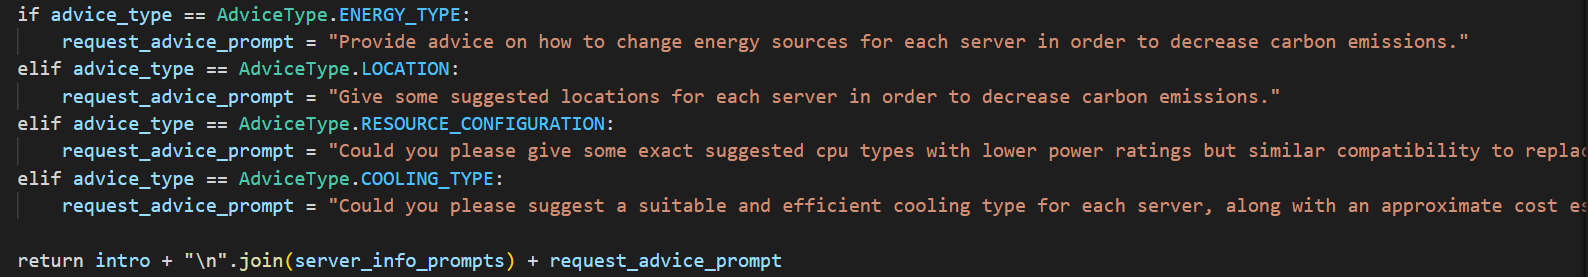 if advice_type == AdviceType.ENERGY_TYPE:
    request_advice_prompt = "Provide advice on how to change energy sources for each server in order to decrease carbon emissions."
elif advice_type == AdviceType.LOCATION:
    request_advice_prompt = "Give some suggested locations for each server in order to decrease carbon emissions."
elif advice_type == AdviceType.RESOURCE_CONFIGURATION:
    request_advice_prompt = "Could you please give some exact suggested cpu types with lower power ratings but similar compatibility to repla
elif advice_type == AdviceType.COOLING_TYPE:
    request_advice_prompt = "Could you please suggest a suitable and efficient cooling type for each server, along with an approximate cost e
return intro + "\n".join(server_info_prompts) + request_advice_prompt